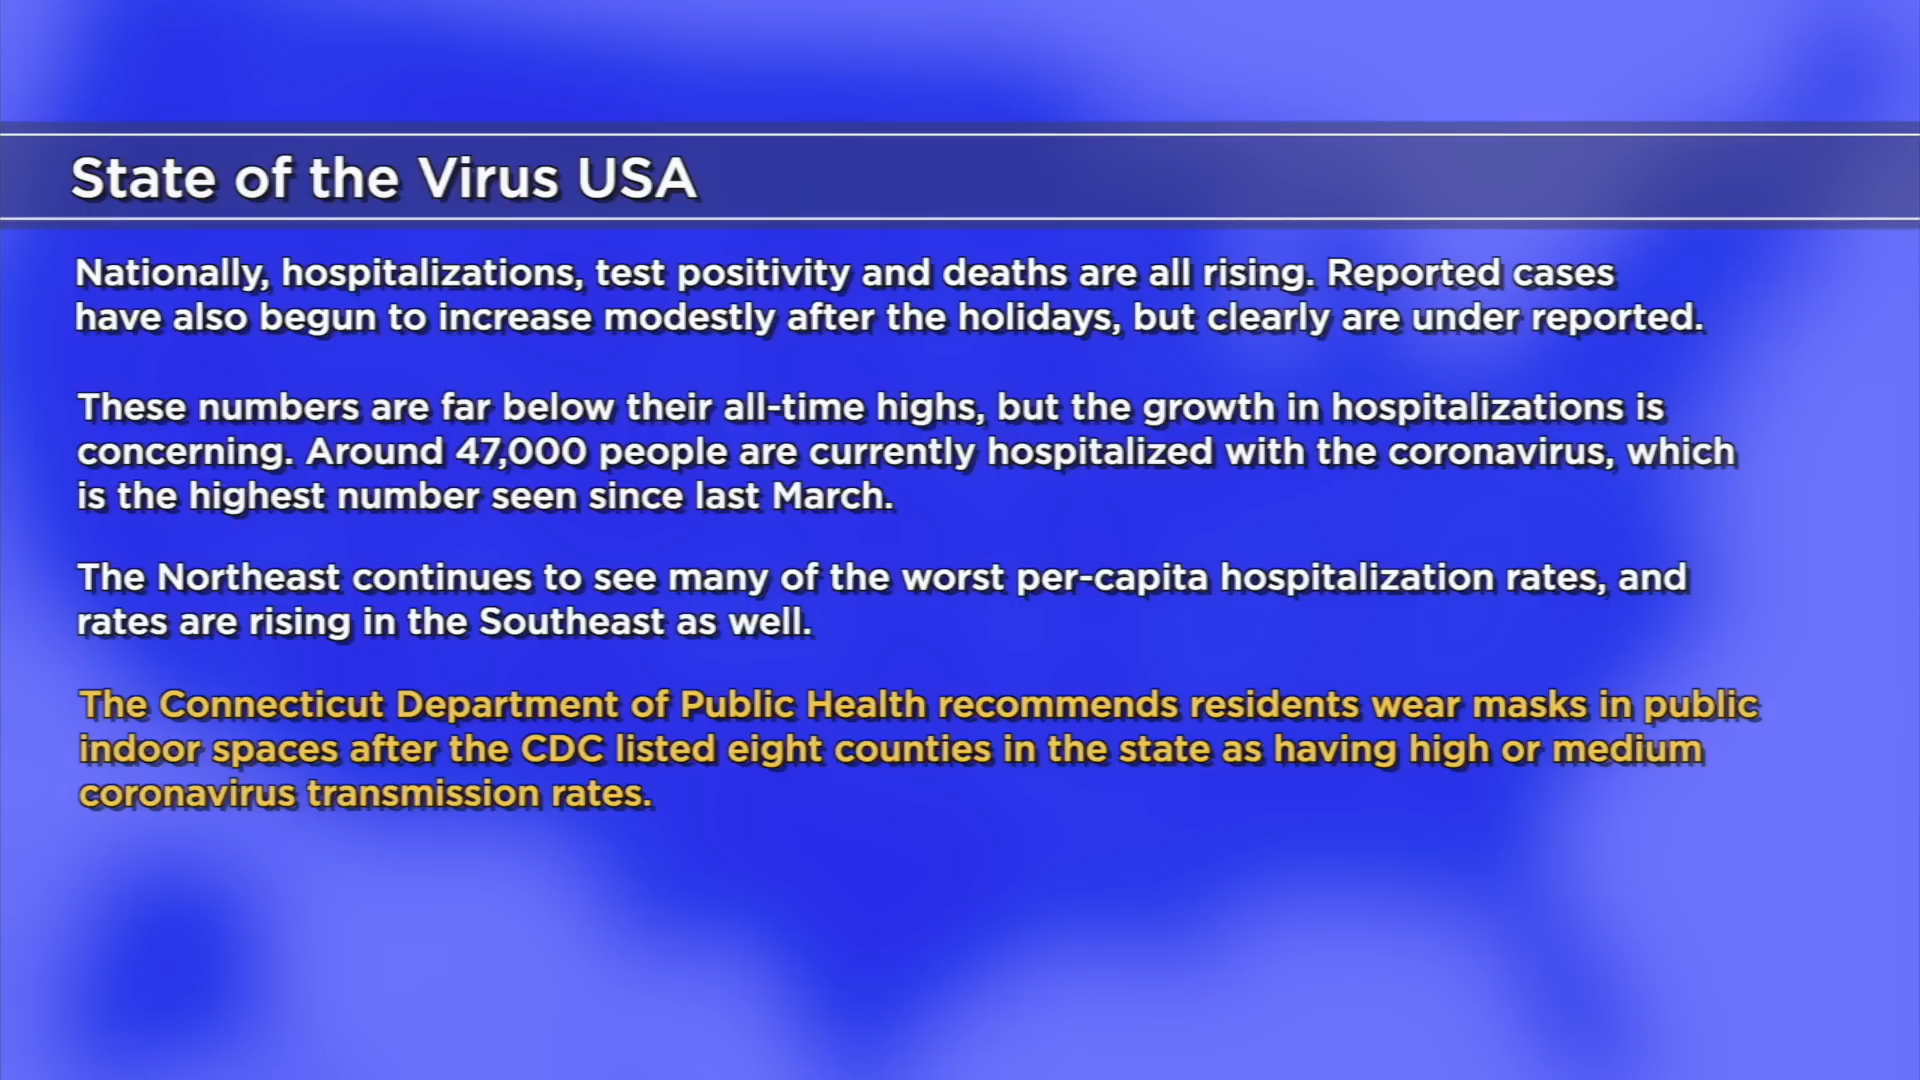 State of the Virus USA
Nationally, hospitalizations, test positivity and deaths are all rising. Reported cases
have also begun to increase modestly after the holidays, but clearly are under reported.
These numbers are far below their all-time highs, but the growth in hospitalizations is
concerning. Around 47,000 people are currently hospitalized with the coronavirus, which
is the highest number seen since last March.
The Northeast continues to see many of the worst per-capita hospitalization rates, and
rates are rising in the Southeast as well.
The Connecticut Department of Public Health recommends residents wear masks in public
indoor spaces after the CDC listed eight counties in the state as having high or medium
coronavirus transmission rates.